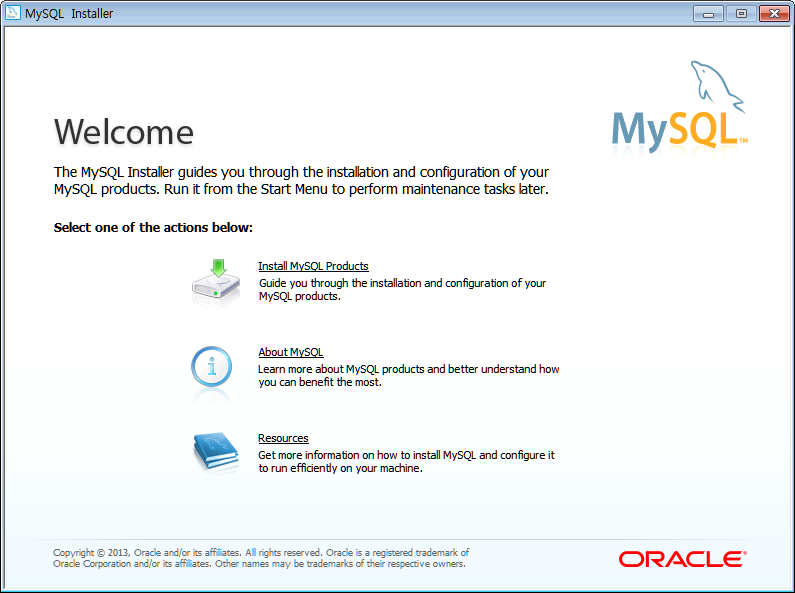 MySQL Installer
MySQL™
Welcome
The MySQL Installer guides you through the installation and configuration of your
MySQL products. Run it from the Start Menu to perform maintenance tasks later.
Select one of the actions below:
Install MySQL Products
Guide you through the installation and configuration of your
MySQL products.
About MySQL
Learn more about MySQL products and better understand how
you can benefit the most.
Resources
Get more information on how to install MySQL and configure it
to run efficiently on your machine.
Copyright © 2013, Oracle and/or its affiliates. All rights reserved. Oracle is a registered trademark of
Oracle Corporation and/or its affiliates. Other names may be trademarks of their respective owners.
ORACLE®